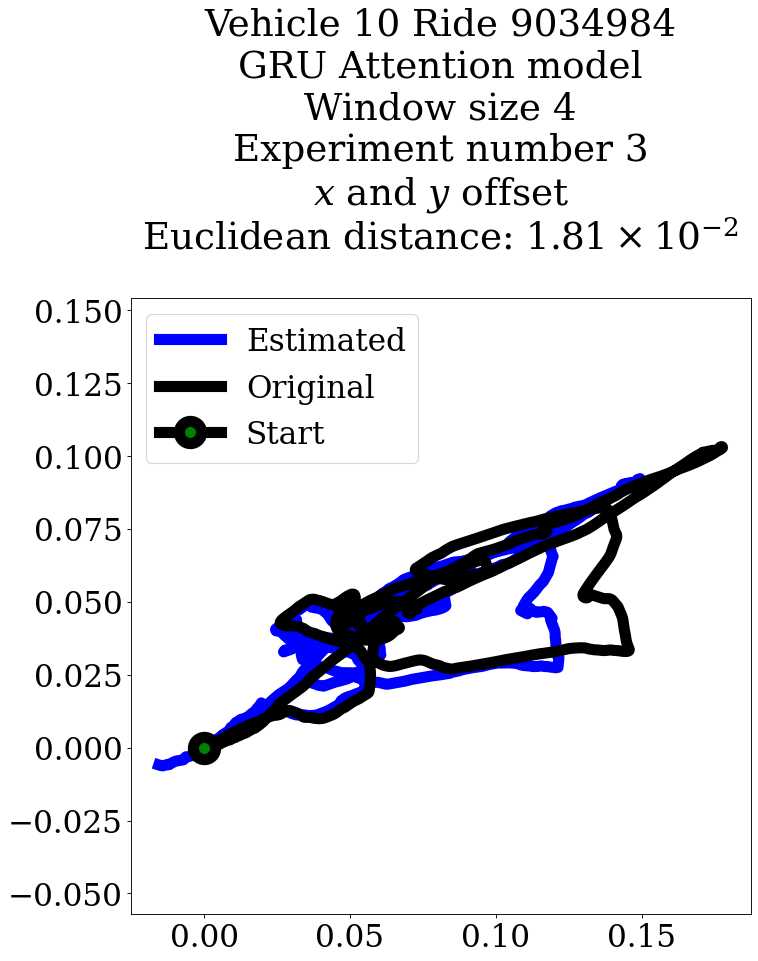 Vehicle 10 Ride 9034984
GRU Attention model
Window size 4
Experiment number 3
x and y offset
Euclidean distance: 1.81 × 10⁻²
Estimated
Original
Start
0.150
0.125
0.100
0.075
0.050
0.025
0.000
−0.025
−0.050
0.00 0.05 0.10 0.15